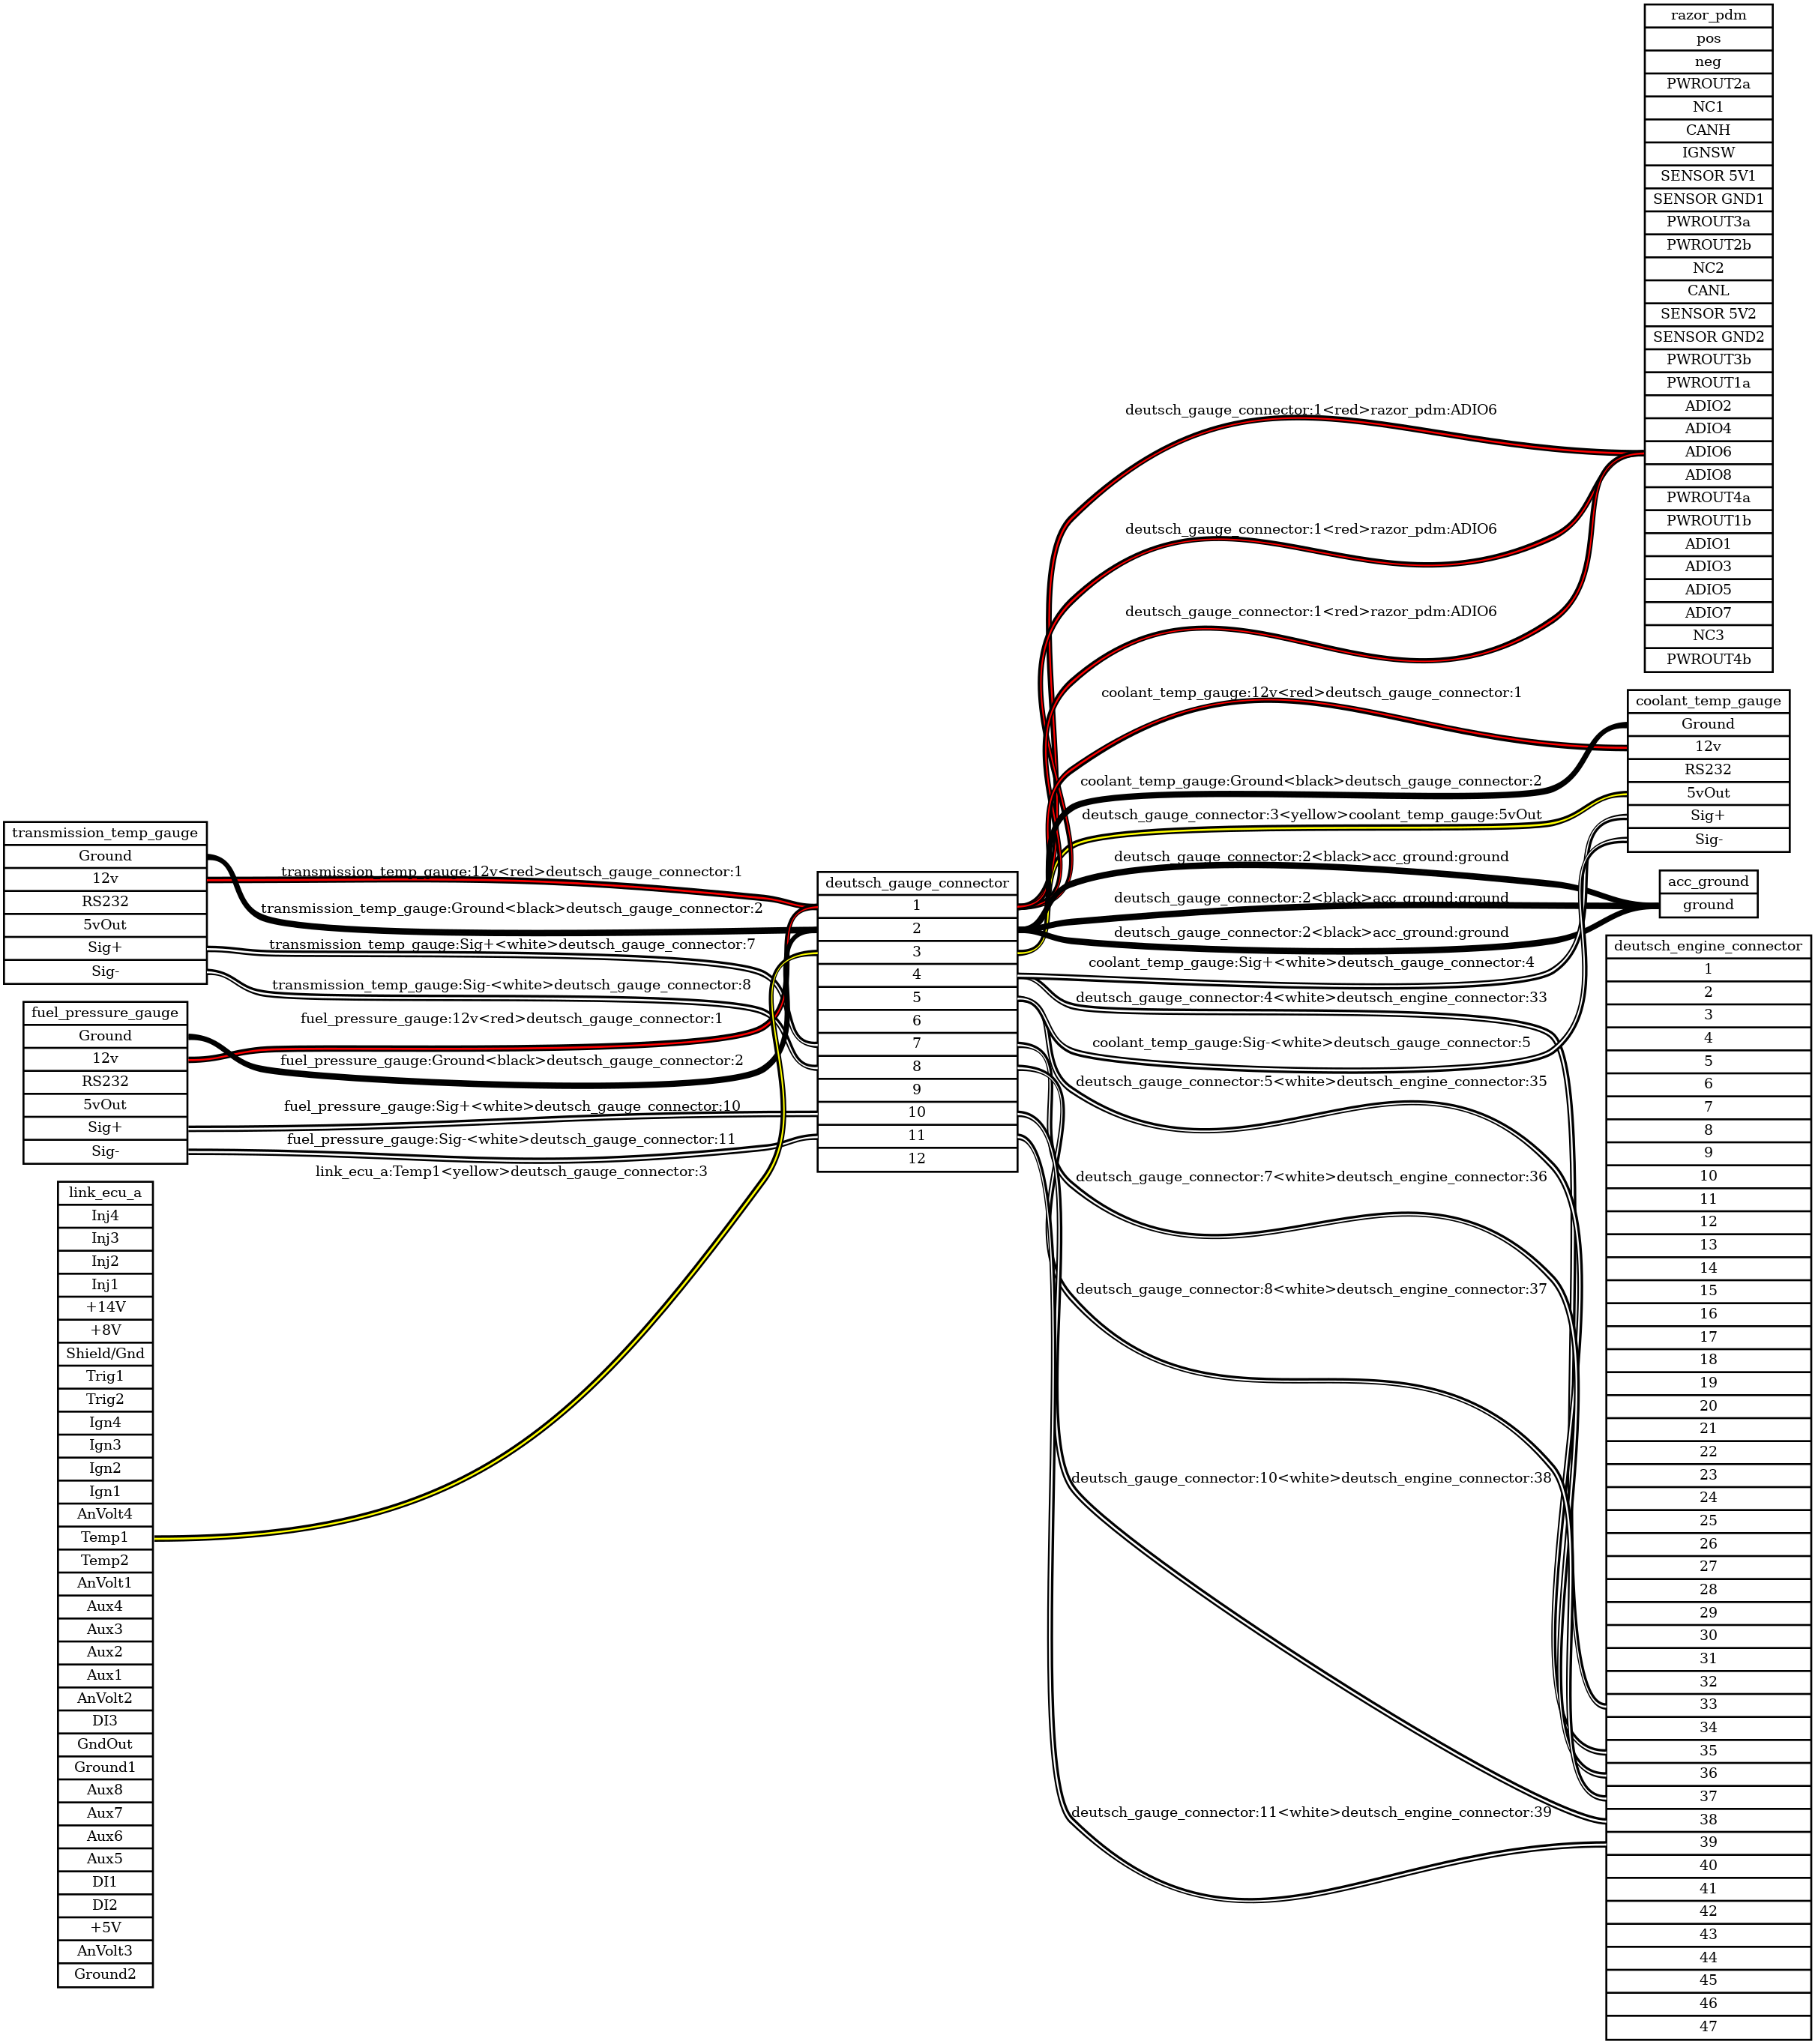 transmission_temp_gauge
Ground
12v
RS232
5vOut
Sig+
Sig-
fuel_pressure_gauge
Ground
12v
RS232
5vOut
Sig+
Sig-
link_ecu_a
Inj4
Inj3
Inj2
Inj1
+14V
+8V
Shield/Gnd
Trig1
Trig2
Ign4
Ign3
Ign2
Ign1
AnVolt4
Temp1
Temp2
AnVolt1
Aux4
Aux3
Aux2
Aux1
AnVolt2
DI3
GndOut
Ground1
Aux8
Aux7
Aux6
Aux5
DI1
DI2
+5V
AnVolt3
Ground2
transmission_temp_gauge:12v<red>deutsch_gauge_connector:1
transmission_temp_gauge:Ground<black>deutsch_gauge_connector:2
transmission_temp_gauge:Sig+<white>deutsch_gauge_connector:7
transmission_temp_gauge:Sig-<white>deutsch_gauge_connector:8
fuel_pressure_gauge:12v<red>deutsch_gauge_connector:1
fuel_pressure_gauge:Ground<black>deutsch_gauge_connector:2
fuel_pressure_gauge:Sig+<white>deutsch_gauge_connector:10
fuel_pressure_gauge:Sig-<white>deutsch_gauge_connector:11
link_ecu_a:Temp1<yellow>deutsch_gauge_connector:3
deutsch_gauge_connector
1
2
3
4
5
6
7
8
9
10
11
12
deutsch_gauge_connector:1<red>razor_pdm:ADIO6
deutsch_gauge_connector:1<red>razor_pdm:ADIO6
deutsch_gauge_connector:1<red>razor_pdm:ADIO6
coolant_temp_gauge:12v<red>deutsch_gauge_connector:1
coolant_temp_gauge:Ground<black>deutsch_gauge_connector:2
deutsch_gauge_connector:3<yellow>coolant_temp_gauge:5vOut
deutsch_gauge_connector:2<black>acc_ground:ground
deutsch_gauge_connector:2<black>acc_ground:ground
deutsch_gauge_connector:2<black>acc_ground:ground
coolant_temp_gauge:Sig+<white>deutsch_gauge_connector:4
deutsch_gauge_connector:4<white>deutsch_engine_connector:33
coolant_temp_gauge:Sig-<white>deutsch_gauge_connector:5
deutsch_gauge_connector:5<white>deutsch_engine_connector:35
deutsch_gauge_connector:7<white>deutsch_engine_connector:36
deutsch_gauge_connector:8<white>deutsch_engine_connector:37
deutsch_gauge_connector:10<white>deutsch_engine_connector:38
deutsch_gauge_connector:11<white>deutsch_engine_connector:39
razor_pdm
pos
neg
PWROUT2a
NC1
CANH
IGNSW
SENSOR 5V1
SENSOR GND1
PWROUT3a
PWROUT2b
NC2
CANL
SENSOR 5V2
SENSOR GND2
PWROUT3b
PWROUT1a
ADIO2
ADIO4
ADIO6
ADIO8
PWROUT4a
PWROUT1b
ADIO1
ADIO3
ADIO5
ADIO7
NC3
PWROUT4b
coolant_temp_gauge
Ground
12v
RS232
5vOut
Sig+
Sig-
acc_ground
ground
deutsch_engine_connector
1
2
3
4
5
6
7
8
9
10
11
12
13
14
15
16
17
18
19
20
21
22
23
24
25
26
27
28
29
30
31
32
33
34
35
36
37
38
39
40
41
42
43
44
45
46
47